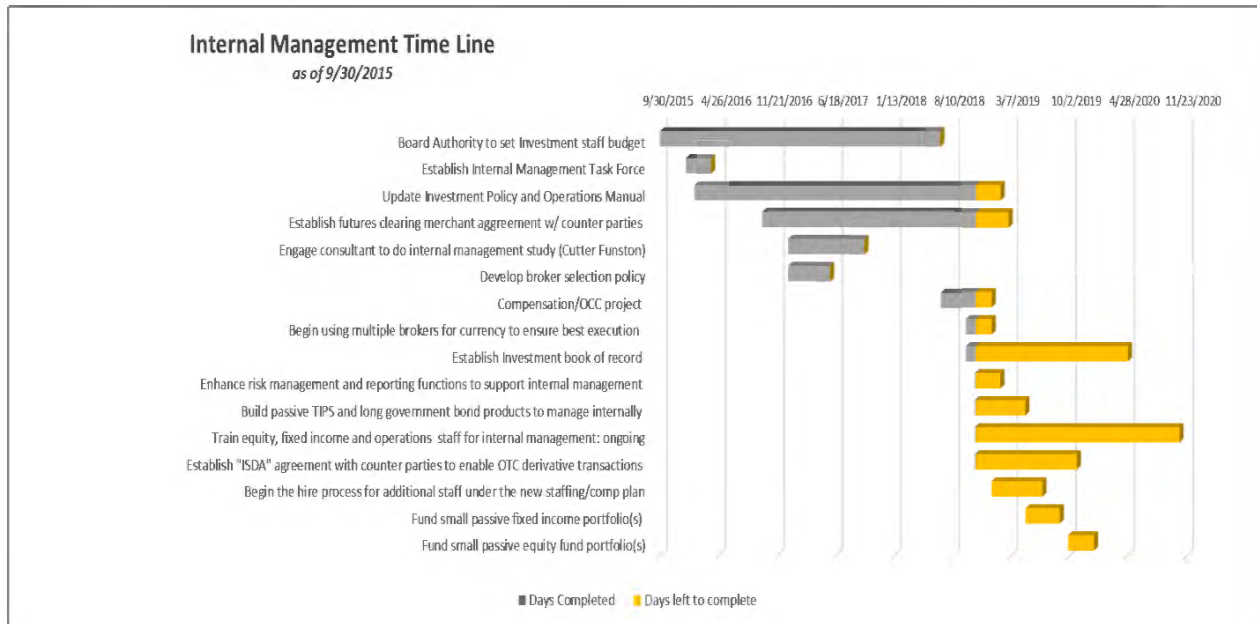 Internal Management Time Line
as of 9/30/2015
9/30/2015 4/26/2016 11/21/2016 6/18/2017 1/13/2018 8/10/2018 3/7/2019 10/2/2019 4/28/2020 11/23/2020
Board Authority to set Investment staff budget
Establish Internal Management Task Force
Update Investment Policy and Operations Manual
Establish futures clearing merchant aggreement w/ counter parties
Engage consultant to do internal management study (Cutter Funston)
Develop broker selection policy
Compensation/OCC project
Begin using multiple brokers for currency to ensure best execution
Establish Investment book of record
Enhance risk management and reporting functions to support internal management
Build passive TIPS and long government bond products to manage internally
Train equity, fixed income and operations staff for internal management: ongoing
Establish "ISDA" agreement with counter parties to enable OTC derivative transactions
Begin the hire process for additional staff under the new staffing/comp plan
Fund small passive fixed income portfolio(s)
Fund small passive equity fund portfolio(s)
Days Completed Days left to complete